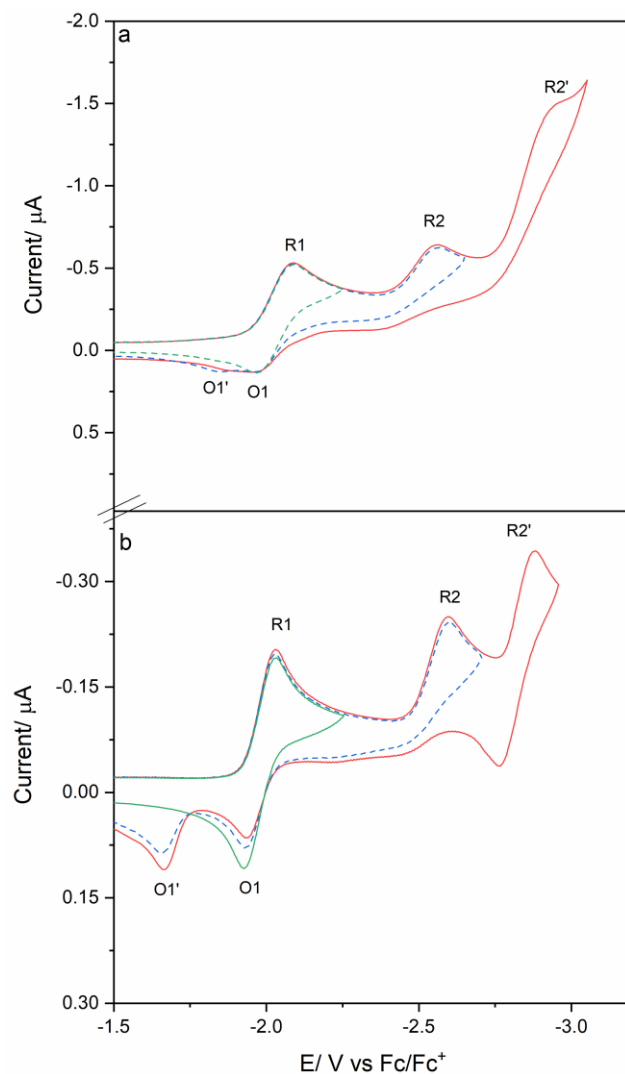 a
-2.0
-1.5
-1.0
-0.5
0.0
0.5
Current/ μA
R1
R2
R2'
O1'
O1
b
-0.30
-0.15
0.00
0.15
0.30
Current/ μA
R1
R2
R2'
O1'
O1
-1.5
-2.0
-2.5
-3.0
E/ V vs Fc/Fc⁺